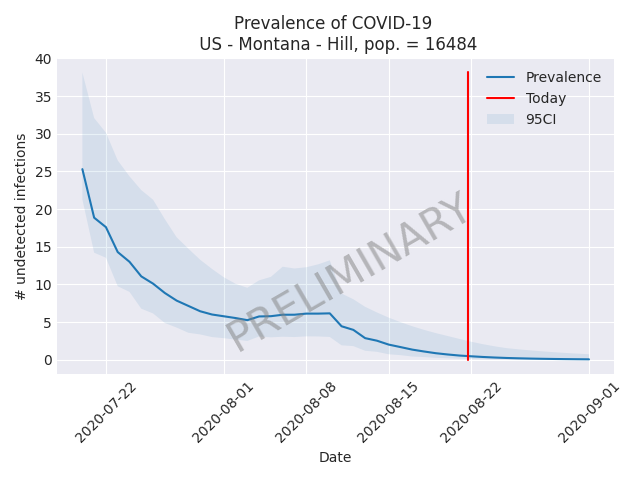 Prevalence of COVID-19
US - Montana - Hill, pop. = 16484
40
35
30
25
20
15
10
5
0
# undetected infections
Prevalence
Today
95CI
PRELIMINARY
2020-07-22
2020-08-01
2020-08-08
2020-08-15
2020-08-22
2020-09-01
Date